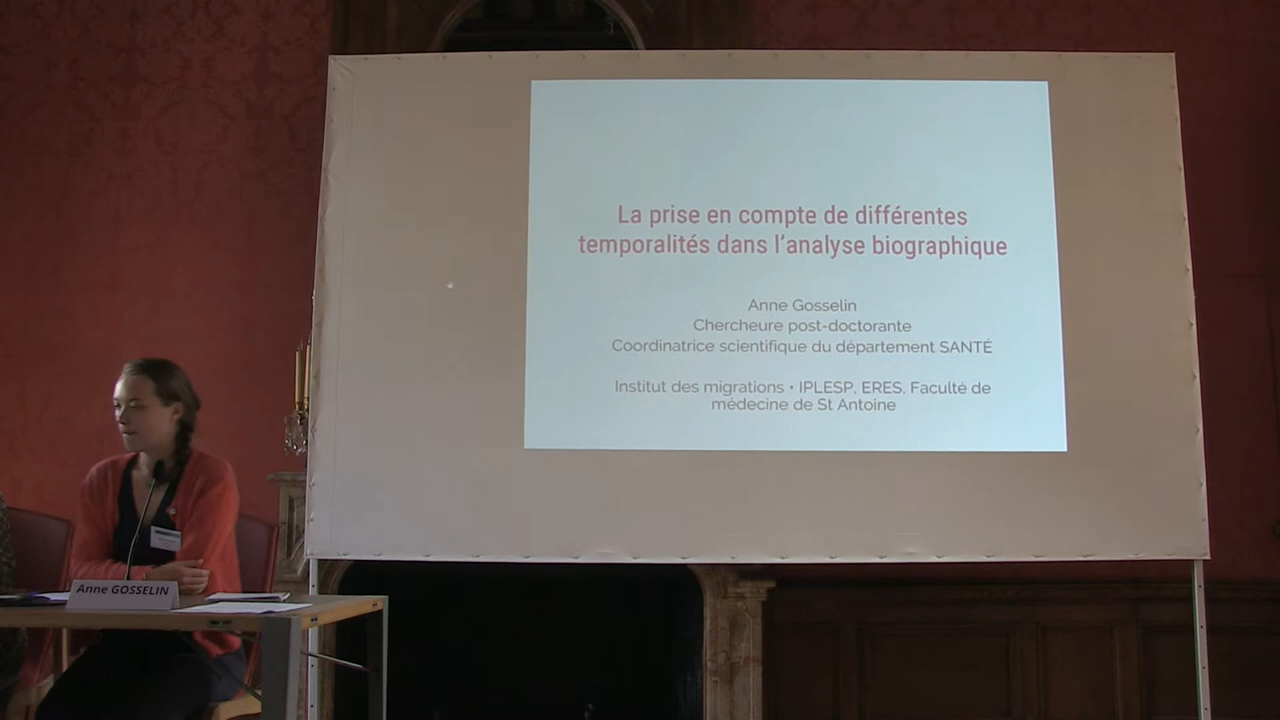 La prise en compte de différentes
temporalités dans l'analyse biographique
Anne Gosselin
Chercheure post-doctorante
Coordinatrice scientifique du département SANTÉ
Institut des migrations • IPLESP, ERES, Faculté de
médecine de St Antoine
Anne GOSSELIN